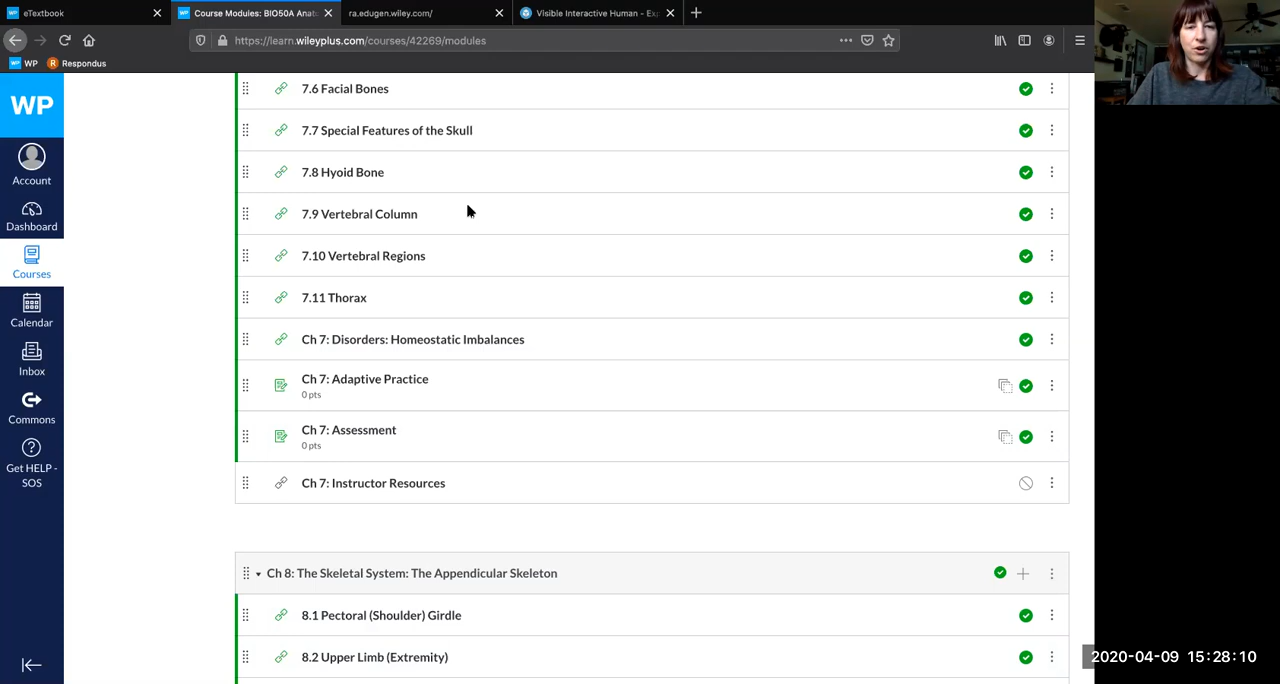 eTextbook
Course Modules: BIO50A Anat
ra.edugen.wiley.com/
Visible Interactive Human - Exp
https://learn.wileyplus.com/courses/42269/modules
WP
Respondus
WP
Account
Dashboard
Courses
Calendar
Inbox
Commons
Get HELP -
SOS
7.6 Facial Bones
7.7 Special Features of the Skull
7.8 Hyoid Bone
7.9 Vertebral Column
7.10 Vertebral Regions
7.11 Thorax
Ch 7: Disorders: Homeostatic Imbalances
Ch 7: Adaptive Practice
0 pts
Ch 7: Assessment
0 pts
Ch 7: Instructor Resources
Ch 8: The Skeletal System: The Appendicular Skeleton
8.1 Pectoral (Shoulder) Girdle
8.2 Upper Limb (Extremity)
2020-04-09 15:28:10